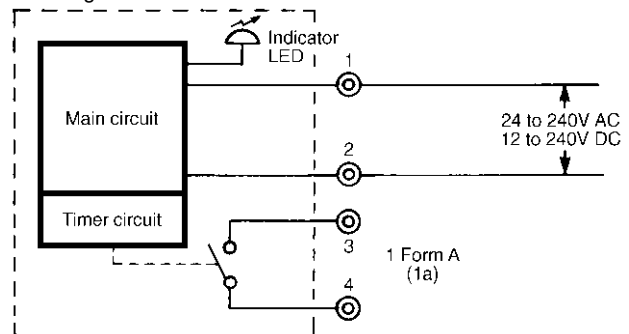 Indicator
LED
1
Main circuit
24 to 240V AC
12 to 240V DC
2
Timer circuit
3
1 Form A
(1a)
4